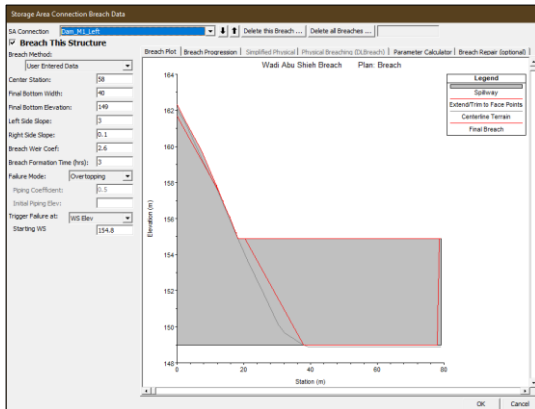 Storage Area Connection Breach Data
SA Connection Dam_M1_Left Delete this Breach ... Delete all Breaches ...
Breach This Structure
Breach Method:
User Entered Data
Center Station: 58
Final Bottom Width: 40
Final Bottom Elevation: 149
Left Side Slope: 3
Right Side Slope: 0.1
Breach Weir Coef: 2.6
Breach Formation Time (hrs): 3
Failure Mode: Overtopping
Piping Coefficient: 0.5
Initial Piping Elev:
Trigger Failure at: WS Elev
Starting WS 154.8
Breach Plot Breach Progression Simplified Physical Physical Breaching (DLBreach) Parameter Calculator Breach Repair (optional)
Wadi Abu Shieh Breach Plan: Breach
Legend
Spillway
Extend/Trim to Face Points
Centerline Terrain
Final Breach
Elevation (m)
164
162
160
158
156
154
152
150
148
0 20 40 60 80
Station (m)
OK Cancel